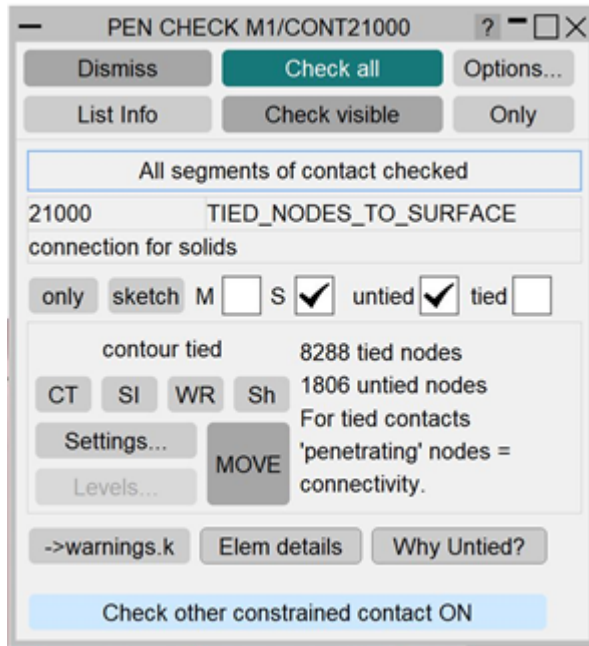 PEN CHECK M1/CONT21000 ?
Dismiss Check all Options...
List Info Check visible Only
All segments of contact checked
21000 TIED_NODES_TO_SURFACE
connection for solids
only sketch M S untied tied
contour tied
8288 tied nodes
CT SI WR Sh
1806 untied nodes
For tied contacts
Settings...
MOVE
'penetrating' nodes =
Levels...
connectivity.
->warnings.k Elem details Why Untied?
Check other constrained contact ON